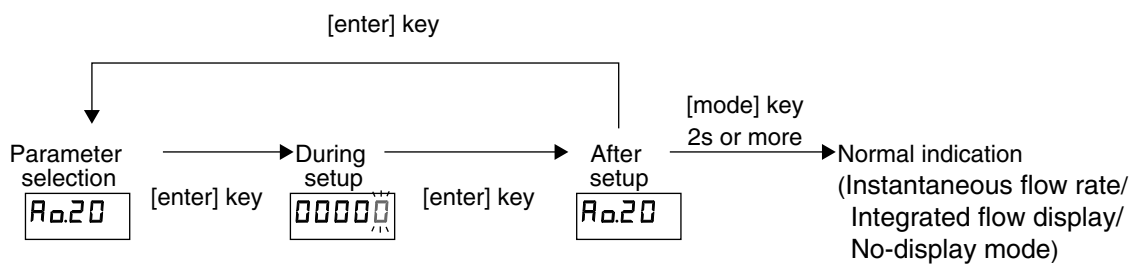 [enter] key
[mode] key
2s or more
Parameter
selection
Ao.20
[enter] key
During
setup
00000
[enter] key
After
setup
Ao.20
Normal indication
(Instantaneous flow rate/
Integrated flow display/
No-display mode)